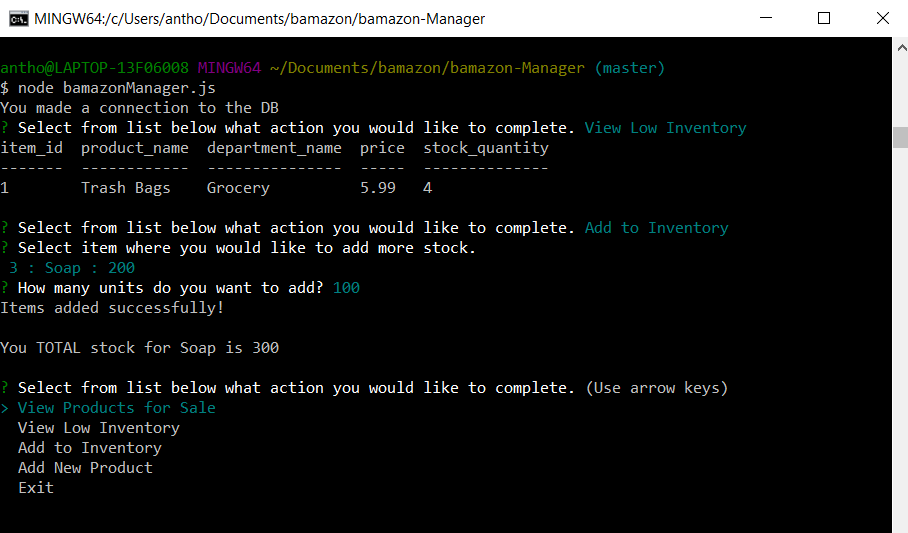 MINGW64:/c/Users/antho/Documents/bamazon/bamazon-Manager
antho@LAPTOP-13F06008 MINGW64 ~/Documents/bamazon/bamazon-Manager (master)
$ node bamazonManager.js
You made a connection to the DB
? Select from list below what action you would like to complete. View Low Inventory
item_id  product_name  department_name  price  stock_quantity
-------  ------------  ---------------  -----  --------------
1        Trash Bags    Grocery          5.99   4
? Select from list below what action you would like to complete. Add to Inventory
? Select item where you would like to add more stock.
 3 : Soap : 200
? How many units do you want to add? 100
Items added successfully!
You TOTAL stock for Soap is 300
? Select from list below what action you would like to complete. (Use arrow keys)
> View Products for Sale
  View Low Inventory
  Add to Inventory
  Add New Product
  Exit